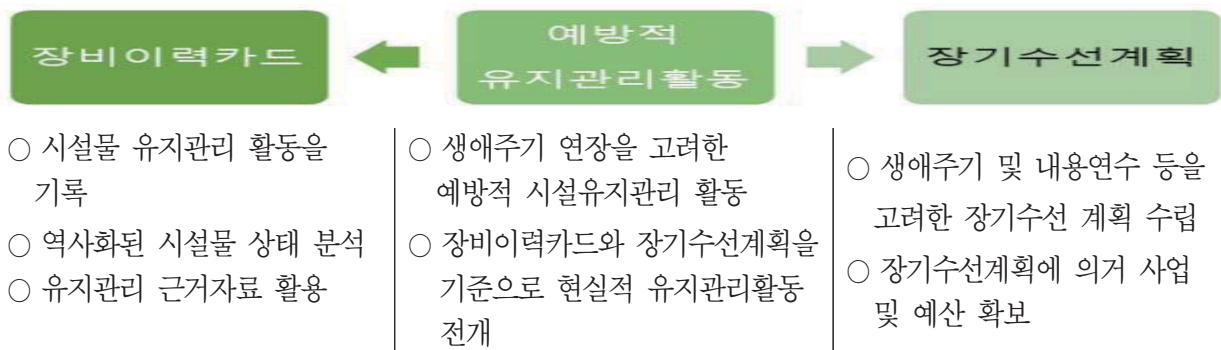 장비이력카드
예방적
유지관리활동
장기수선계획
○ 시설물 유지관리 활동을
기록
○ 역사화된 시설물 상태 분석
○ 유지관리 근거자료 활용
○ 생애주기 연장을 고려한
예방적 시설유지관리 활동
○ 장비이력카드와 장기수선계획을
기준으로 현실적 유지관리활동
전개
○ 생애주기 및 내용연수 등을
고려한 장기수선 계획 수립
○ 장기수선계획에 의거 사업
및 예산 확보